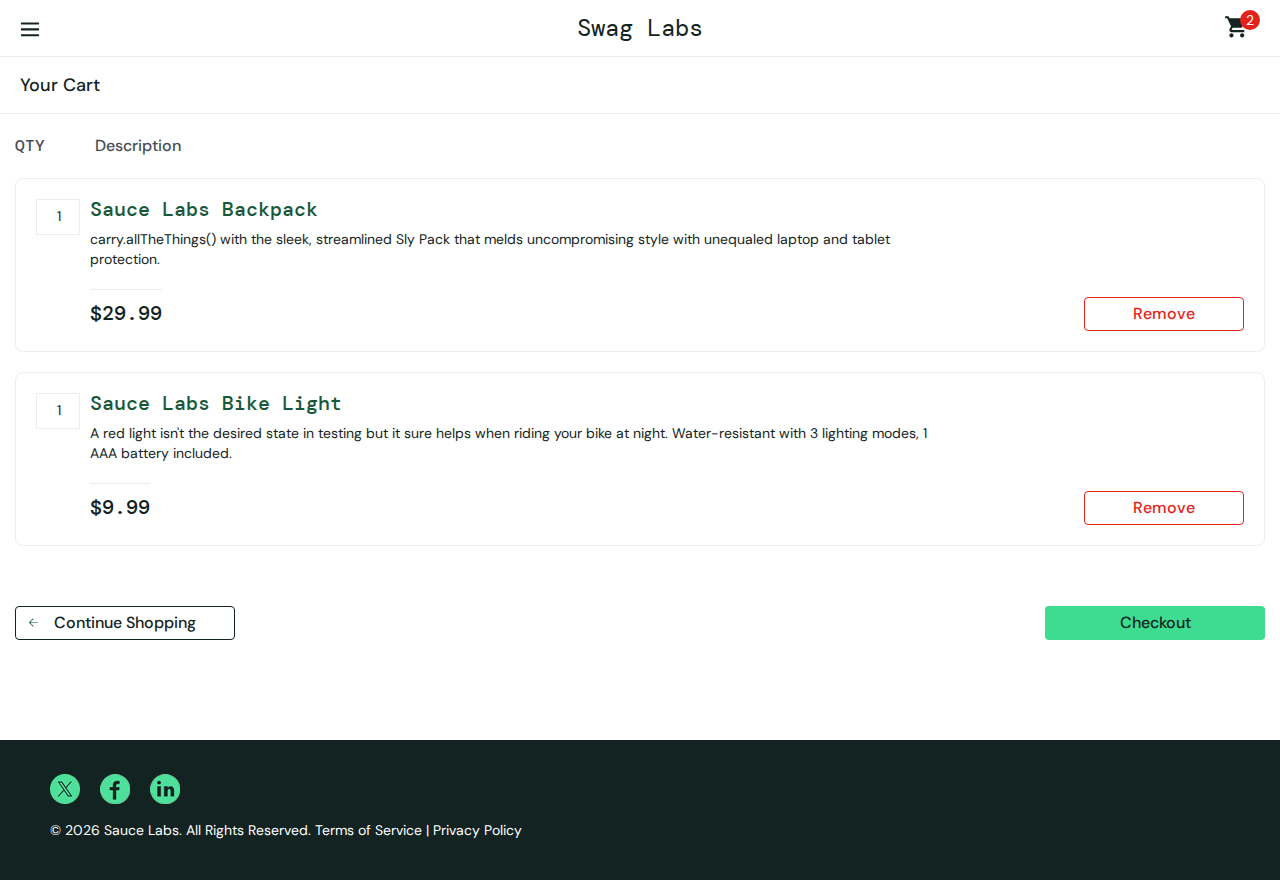 Swag Labs
2
Your Cart
QTY Description
1
Sauce Labs Backpack
carry.allTheThings() with the sleek, streamlined Sly Pack that melds uncompromising style with unequaled laptop and tablet
protection.
$29.99
Remove
1
Sauce Labs Bike Light
A red light isn't the desired state in testing but it sure helps when riding your bike at night. Water-resistant with 3 lighting modes, 1
AAA battery included.
$9.99
Remove
Continue Shopping
Checkout
© 2026 Sauce Labs. All Rights Reserved. Terms of Service | Privacy Policy